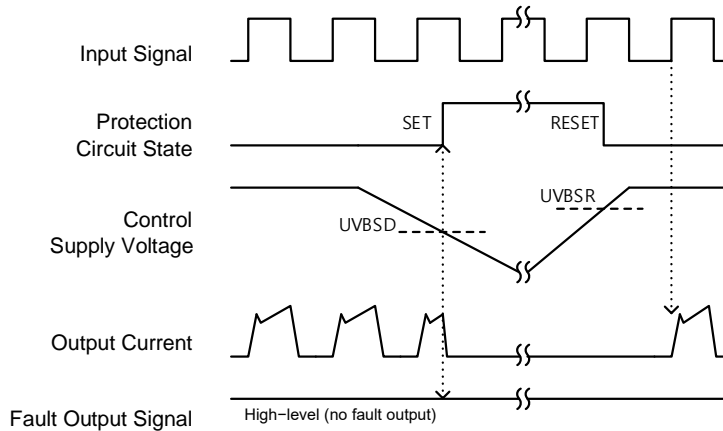 Input Signal
Protection
Circuit State
SET
RESET
Control
Supply Voltage
UVBSD
UVBSR
Output Current
Fault Output Signal
High−level (no fault output)